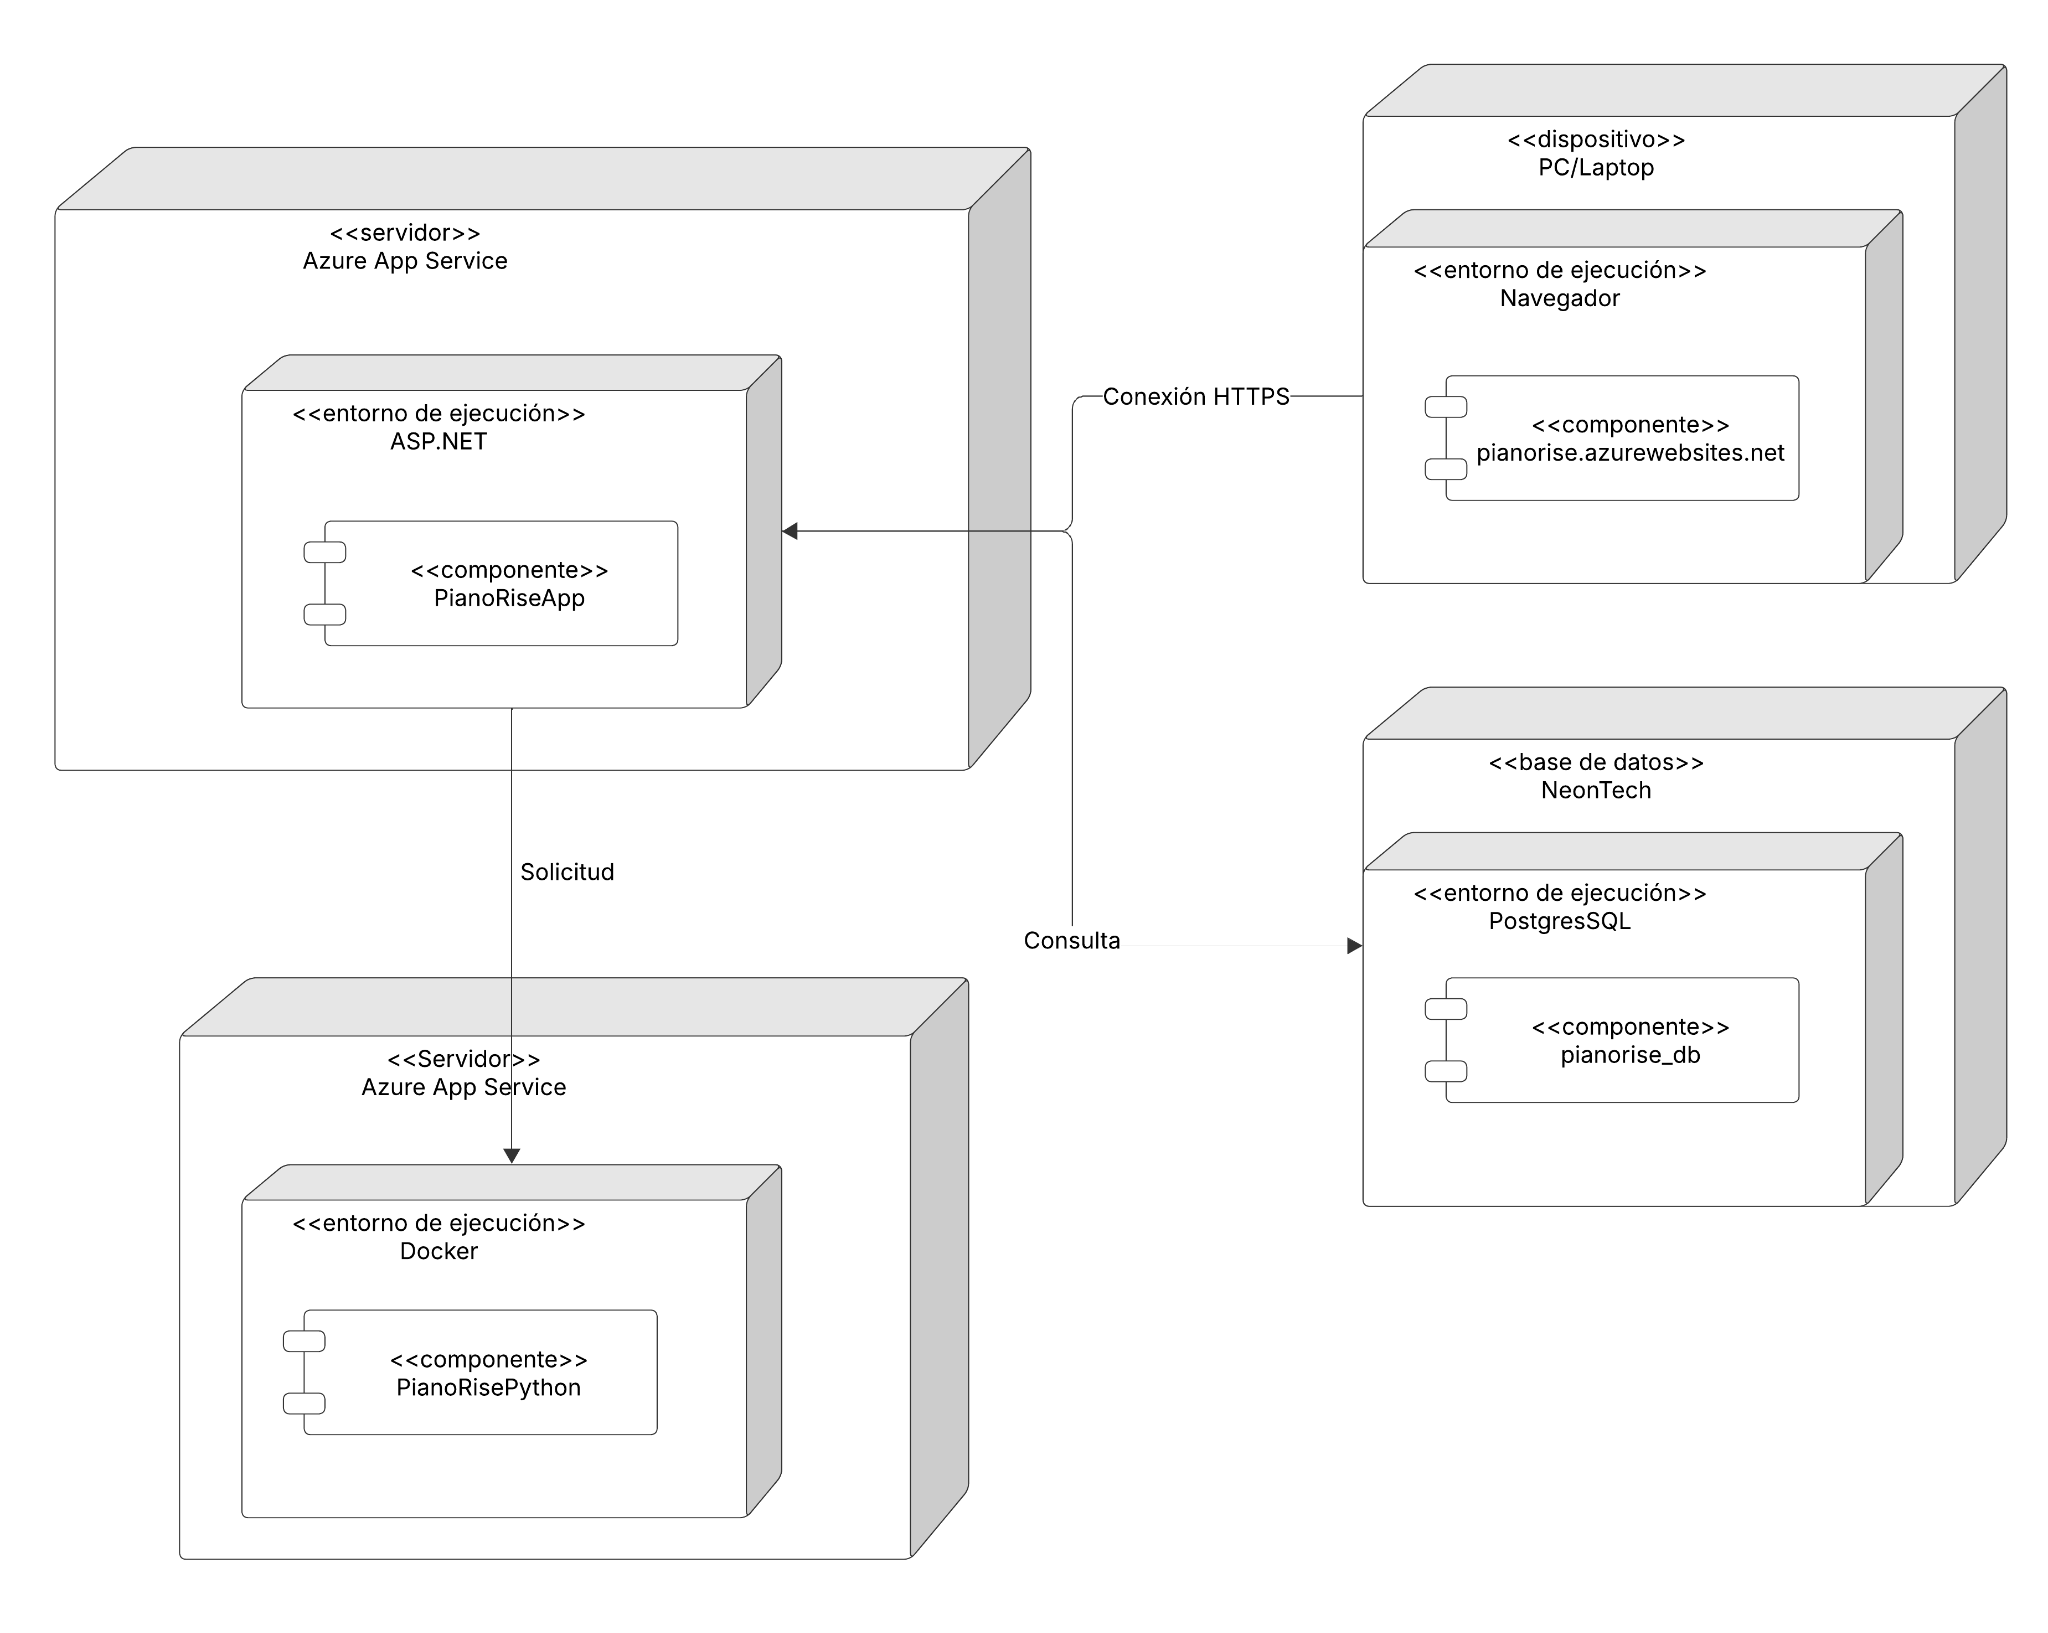 <<servidor>>
Azure App Service
<<entorno de ejecución>>
ASP.NET
<<componente>>
PianoRiseApp
<<dispositivo>>
PC/Laptop
<<entorno de ejecución>>
Navegador
<<componente>>
pianorise.azurewebsites.net
Conexión HTTPS
Solicitud
Consulta
<<base de datos>>
NeonTech
<<entorno de ejecución>>
PostgresSQL
<<componente>>
pianorise_db
<<Servidor>>
Azure App Service
<<entorno de ejecución>>
Docker
<<componente>>
PianoRisePython